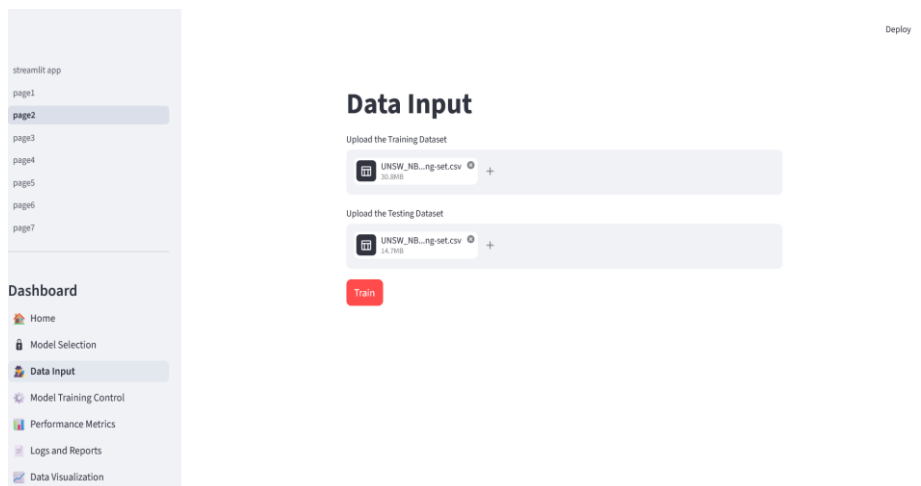 Deploy
streamlit app
page1
page2
page3
page4
page5
page6
page7
Dashboard
Home
Model Selection
Data Input
Model Training Control
Performance Metrics
Logs and Reports
Data Visualization
Data Input
Upload the Training Dataset
UNSW_NB...ng-set.csv
30.8MB
Upload the Testing Dataset
UNSW_NB...ng-set.csv
14.7MB
Train